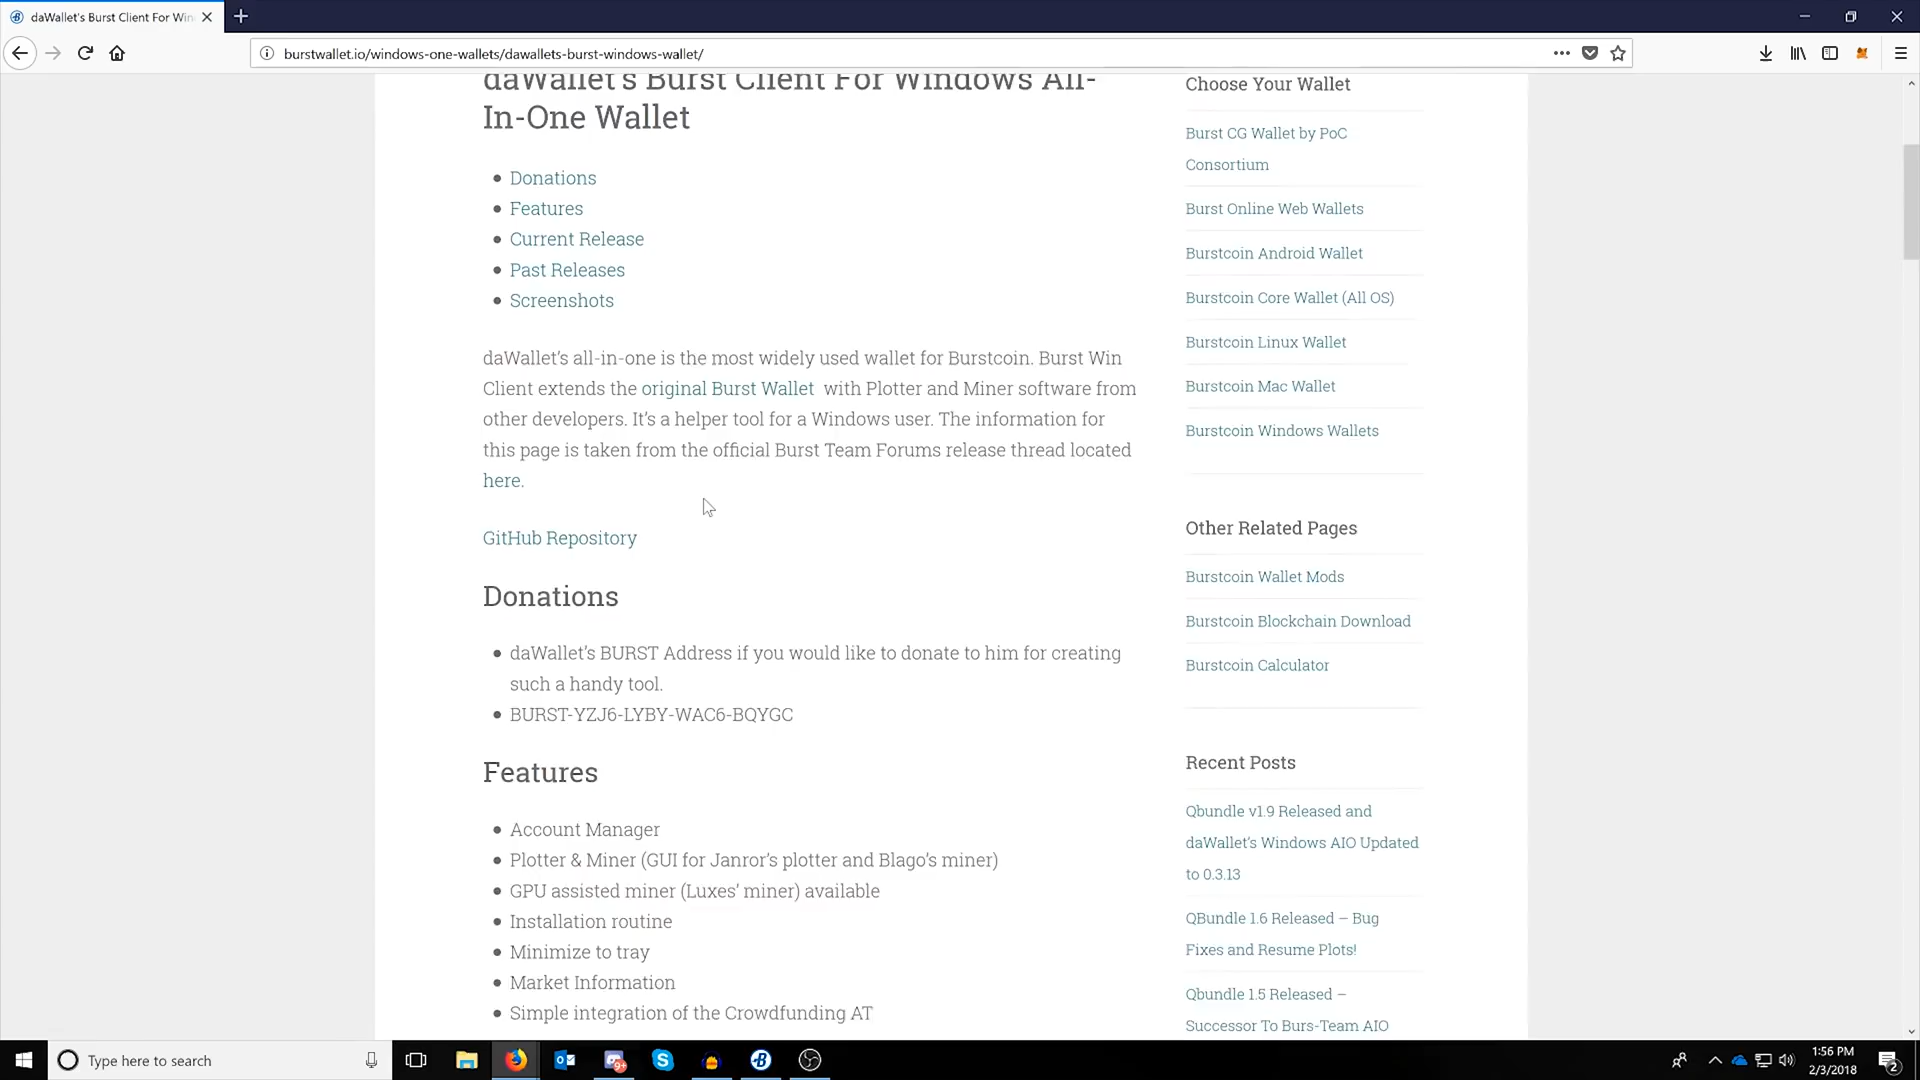 daWallet's Burst Client For Win
burstwallet.io/windows-one-wallets/dawallets-burst-windows-wallet/
daWallet's Burst Client For Windows All-
In-One Wallet
Donations
Features
Current Release
Past Releases
Screenshots
daWallet's all-in-one is the most widely used wallet for Burstcoin. Burst Win
Client extends the original Burst Wallet with Plotter and Miner software from
other developers. It's a helper tool for a Windows user. The information for
this page is taken from the official Burst Team Forums release thread located
here.
GitHub Repository
Donations
daWallet's BURST Address if you would like to donate to him for creating
such a handy tool.
BURST-YZJ6-LYBY-WAC6-BQYGC
Features
Account Manager
Plotter & Miner (GUI for Janror's plotter and Blago's miner)
GPU assisted miner (Luxes' miner) available
Installation routine
Minimize to tray
Market Information
Simple integration of the Crowdfunding AT
Choose Your Wallet
Burst CG Wallet by PoC
Consortium
Burst Online Web Wallets
Burstcoin Android Wallet
Burstcoin Core Wallet (All OS)
Burstcoin Linux Wallet
Burstcoin Mac Wallet
Burstcoin Windows Wallets
Other Related Pages
Burstcoin Wallet Mods
Burstcoin Blockchain Download
Burstcoin Calculator
Recent Posts
Qbundle v1.9 Released and
daWallet's Windows AIO Updated
to 0.3.13
QBundle 1.6 Released – Bug
Fixes and Resume Plots!
Qbundle 1.5 Released –
Successor To Burs-Team AIO
Type here to search
9+
1:56 PM
2/3/2018
2